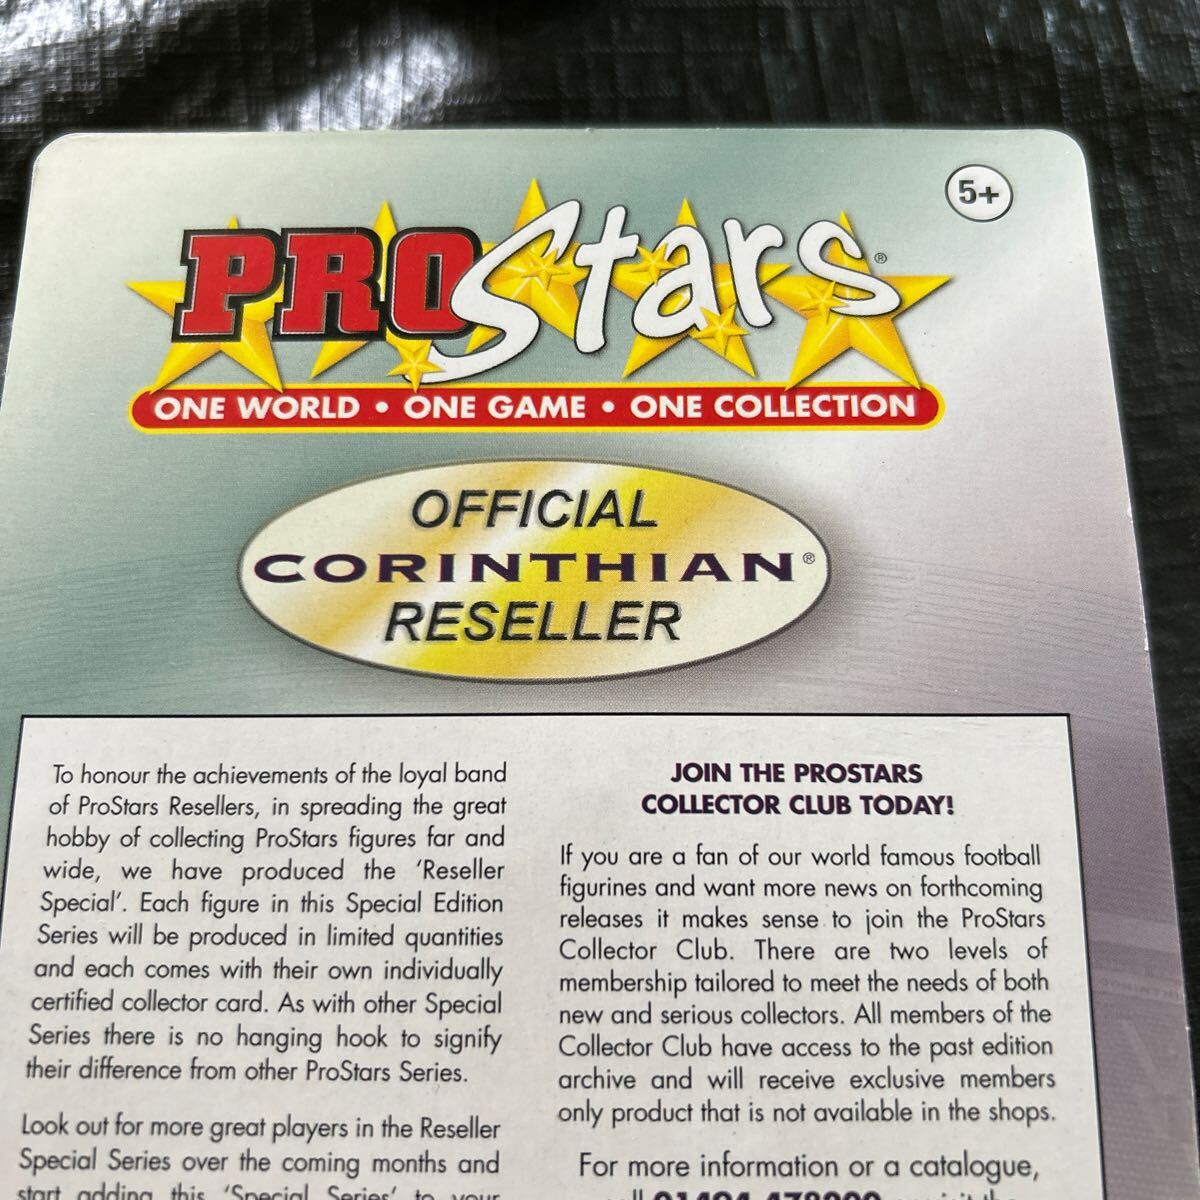 5+
PROStars®
ONE WORLD • ONE GAME • ONE COLLECTION
OFFICIAL
CORINTHIAN®
RESELLER
To honour the achievements of the loyal band
of ProStars Resellers, in spreading the great
hobby of collecting ProStars figures far and
wide, we have produced the ‘Reseller
Special’. Each figure in this Special Edition
Series will be produced in limited quantities
and each comes with their own individually
certified collector card. As with other Special
Series there is no hanging hook to signify
their difference from other ProStars Series.
Look out for more great players in the Reseller
Special Series over the coming months and
start adding this ‘Special Series’ to your
JOIN THE PROSTARS
COLLECTOR CLUB TODAY!
If you are a fan of our world famous football
figurines and want more news on forthcoming
releases it makes sense to join the ProStars
Collector Club. There are two levels of
membership tailored to meet the needs of both
new and serious collectors. All members of the
Collector Club have access to the past edition
archive and will receive exclusive members
only product that is not available in the shops.
For more information or a catalogue,
call